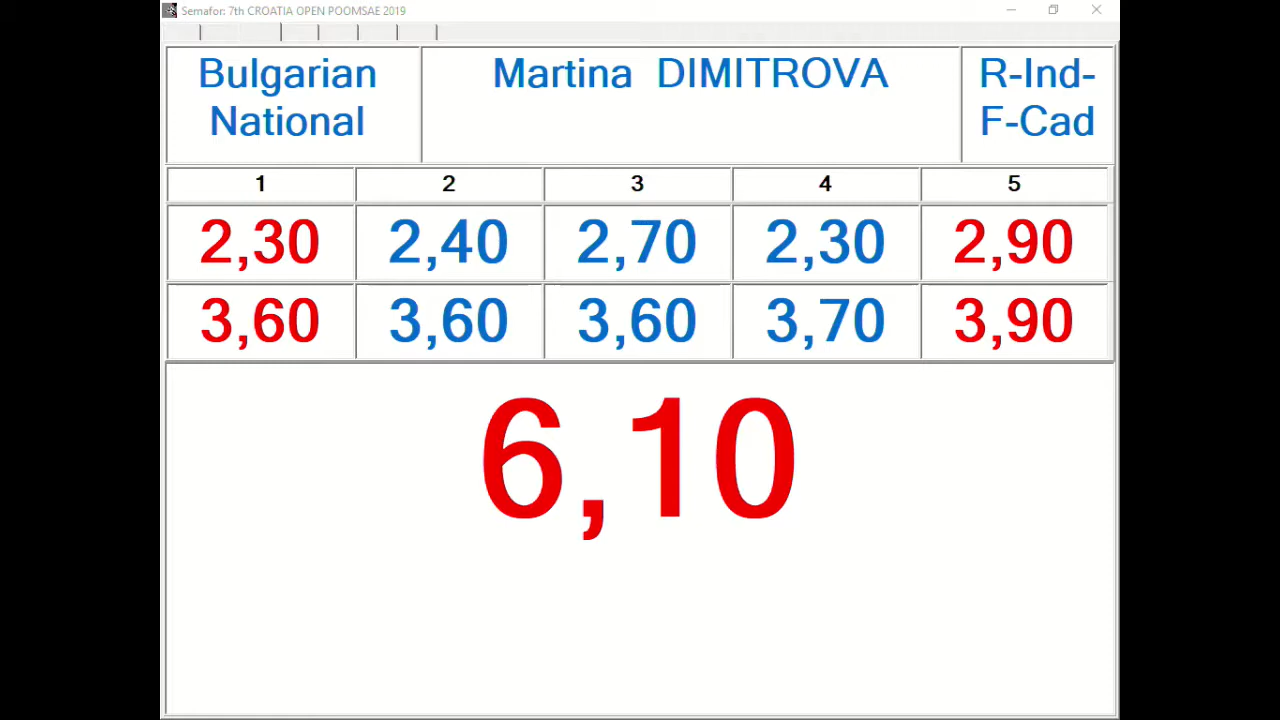 Semafor: 7th CROATIA OPEN POOMSAE 2019
Bulgarian National
Martina DIMITROVA
R-Ind-F-Cad
1 2 3 4 5
2,30 2,40 2,70 2,30 2,90
3,60 3,60 3,60 3,70 3,90
6,10